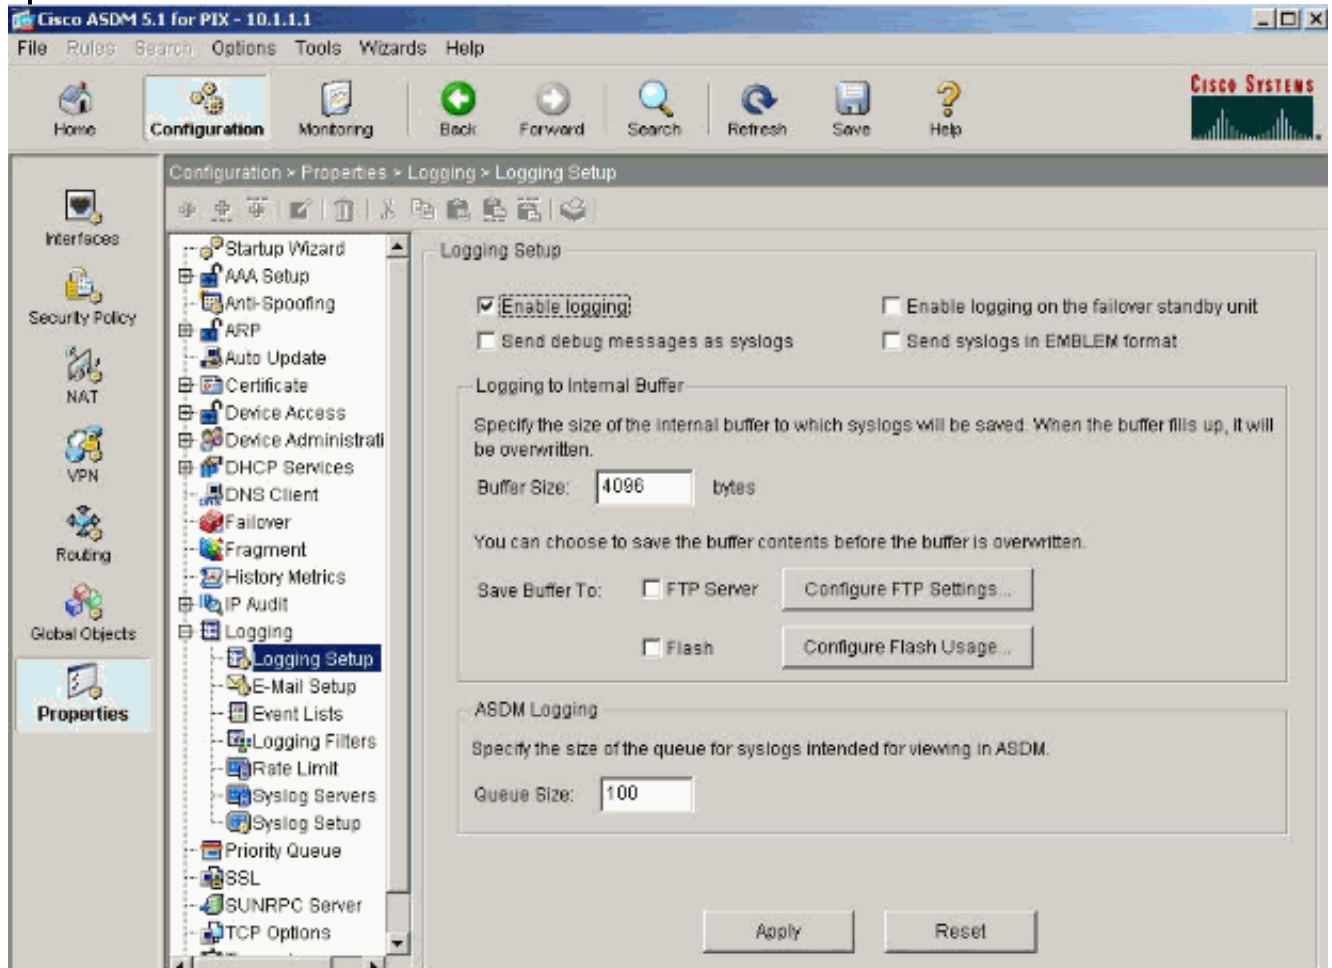 Cisco ASDM 5.1 for PIX - 10.1.1.1
File Rules Search Options Tools Wizards Help
Home Configuration Monitoring Back Forward Search Refresh Save Help
CISCO SYSTEMS
Configuration > Properties > Logging > Logging Setup
Interfaces
Security Policy
NAT
VPN
Routing
Global Objects
Properties
Startup Wizard
AAA Setup
Anti-Spoofing
ARP
Auto Update
Certificate
Device Access
Device Administrati
DHCP Services
DNS Client
Failover
Fragment
History Metrics
IP Audit
Logging
Logging Setup
E-Mail Setup
Event Lists
Logging Filters
Rate Limit
Syslog Servers
Syslog Setup
Priority Queue
SSL
SUNRPC Server
TCP Options
Logging Setup
Enable logging
Enable logging on the failover standby unit
Send debug messages as syslogs
Send syslogs in EMBLEM format
Logging to Internal Buffer
Specify the size of the internal buffer to which syslogs will be saved. When the buffer fills up, it will
be overwritten.
Buffer Size: 4096 bytes
You can choose to save the buffer contents before the buffer is overwritten.
Save Buffer To: FTP Server Configure FTP Settings...
Flash Configure Flash Usage...
ASDM Logging
Specify the size of the queue for syslogs intended for viewing in ASDM.
Queue Size: 100
Apply Reset